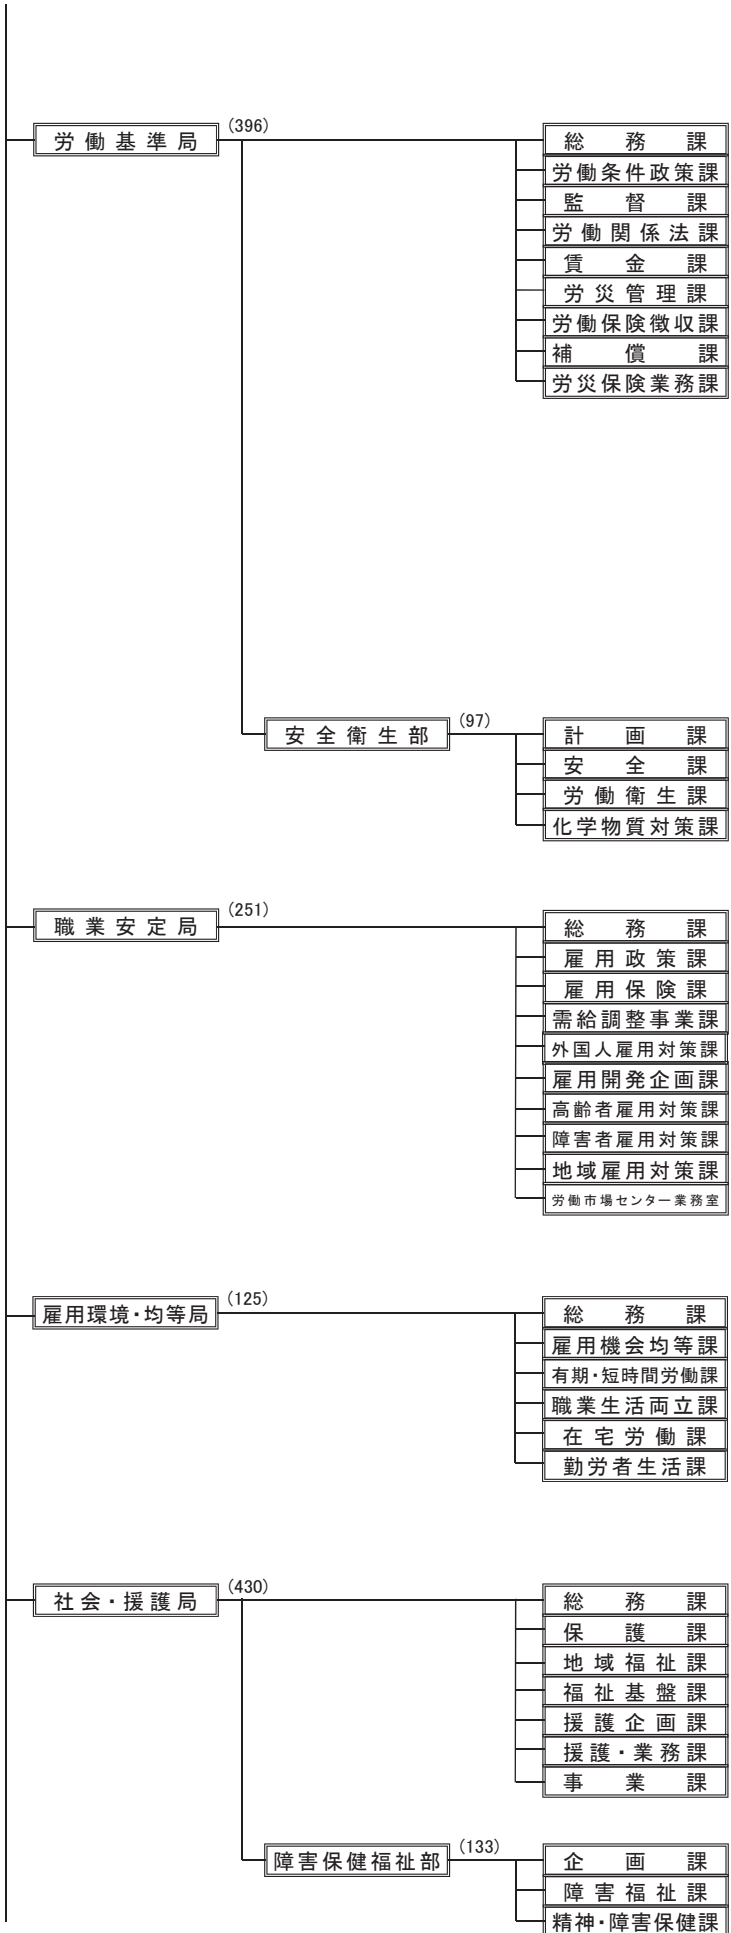 労働基準局
(396)
総務課
労働条件政策課
監督課
労働関係法課
賃金課
労災管理課
労働保険徴収課
補償課
労災保険業務課
安全衛生部
(97)
計画課
安全課
労働衛生課
化学物質対策課
職業安定局
(251)
総務課
雇用政策課
雇用保険課
需給調整事業課
外国人雇用対策課
雇用開発企画課
高齢者雇用対策課
障害者雇用対策課
地域雇用対策課
労働市場センター業務室
雇用環境・均等局
(125)
総務課
雇用機会均等課
有期・短時間労働課
職業生活両立課
在宅労働課
勤労者生活課
社会・援護局
(430)
総務課
保護課
地域福祉課
福祉基盤課
援護企画課
援護・業務課
事業課
障害保健福祉部
(133)
企画課
障害福祉課
精神・障害保健課